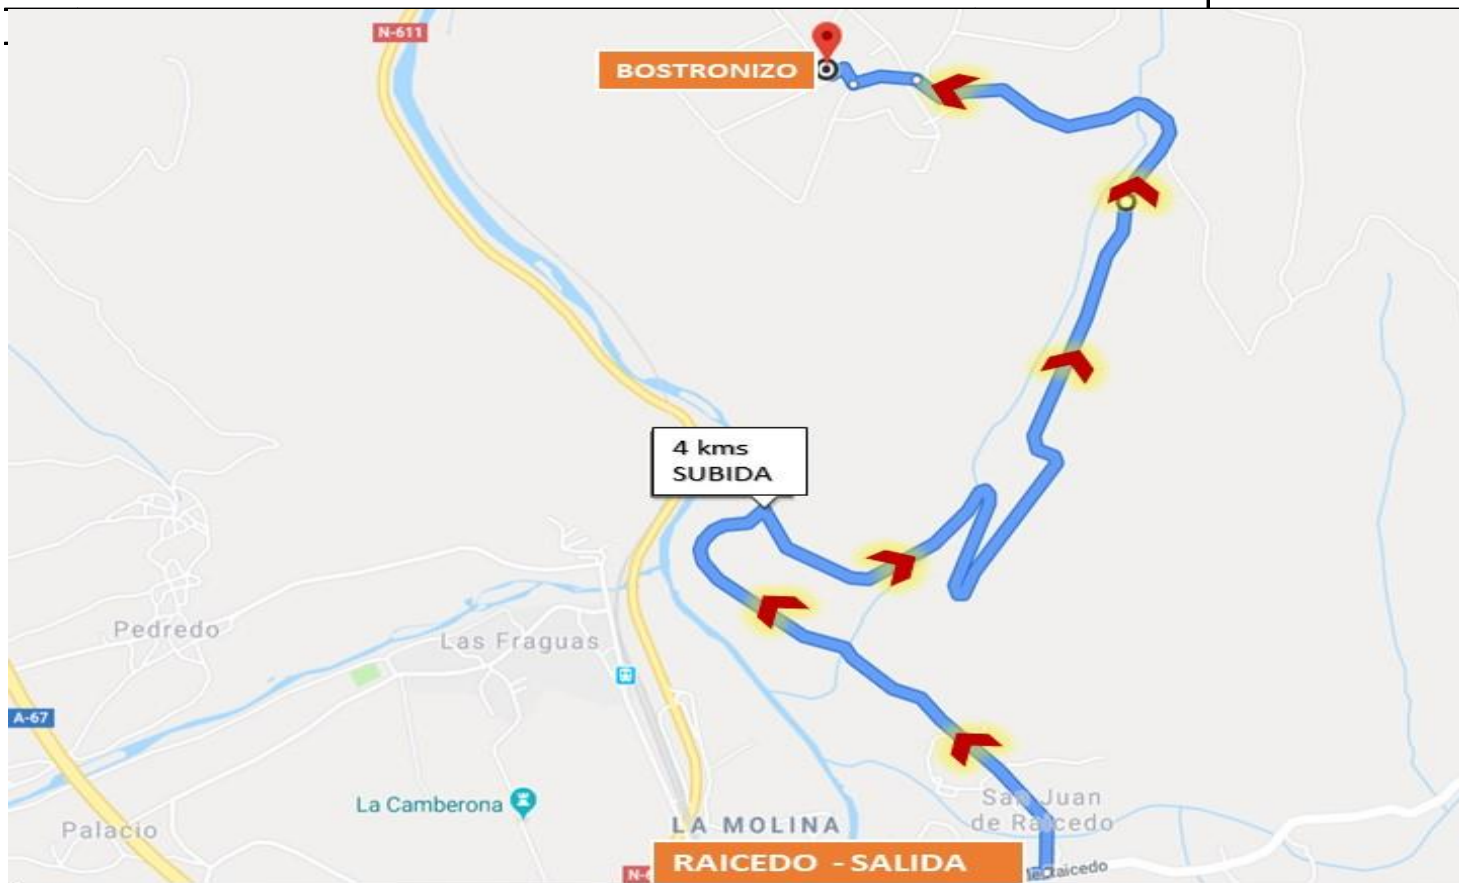 N-611
BOSTRONIZO
4 kms
SUBIDA
Pedredo
Las Fraguas
A-67
La Camberona
San Juan
de Raicedo
Palacio
LA MOLINA
RAICEDO - SALIDA